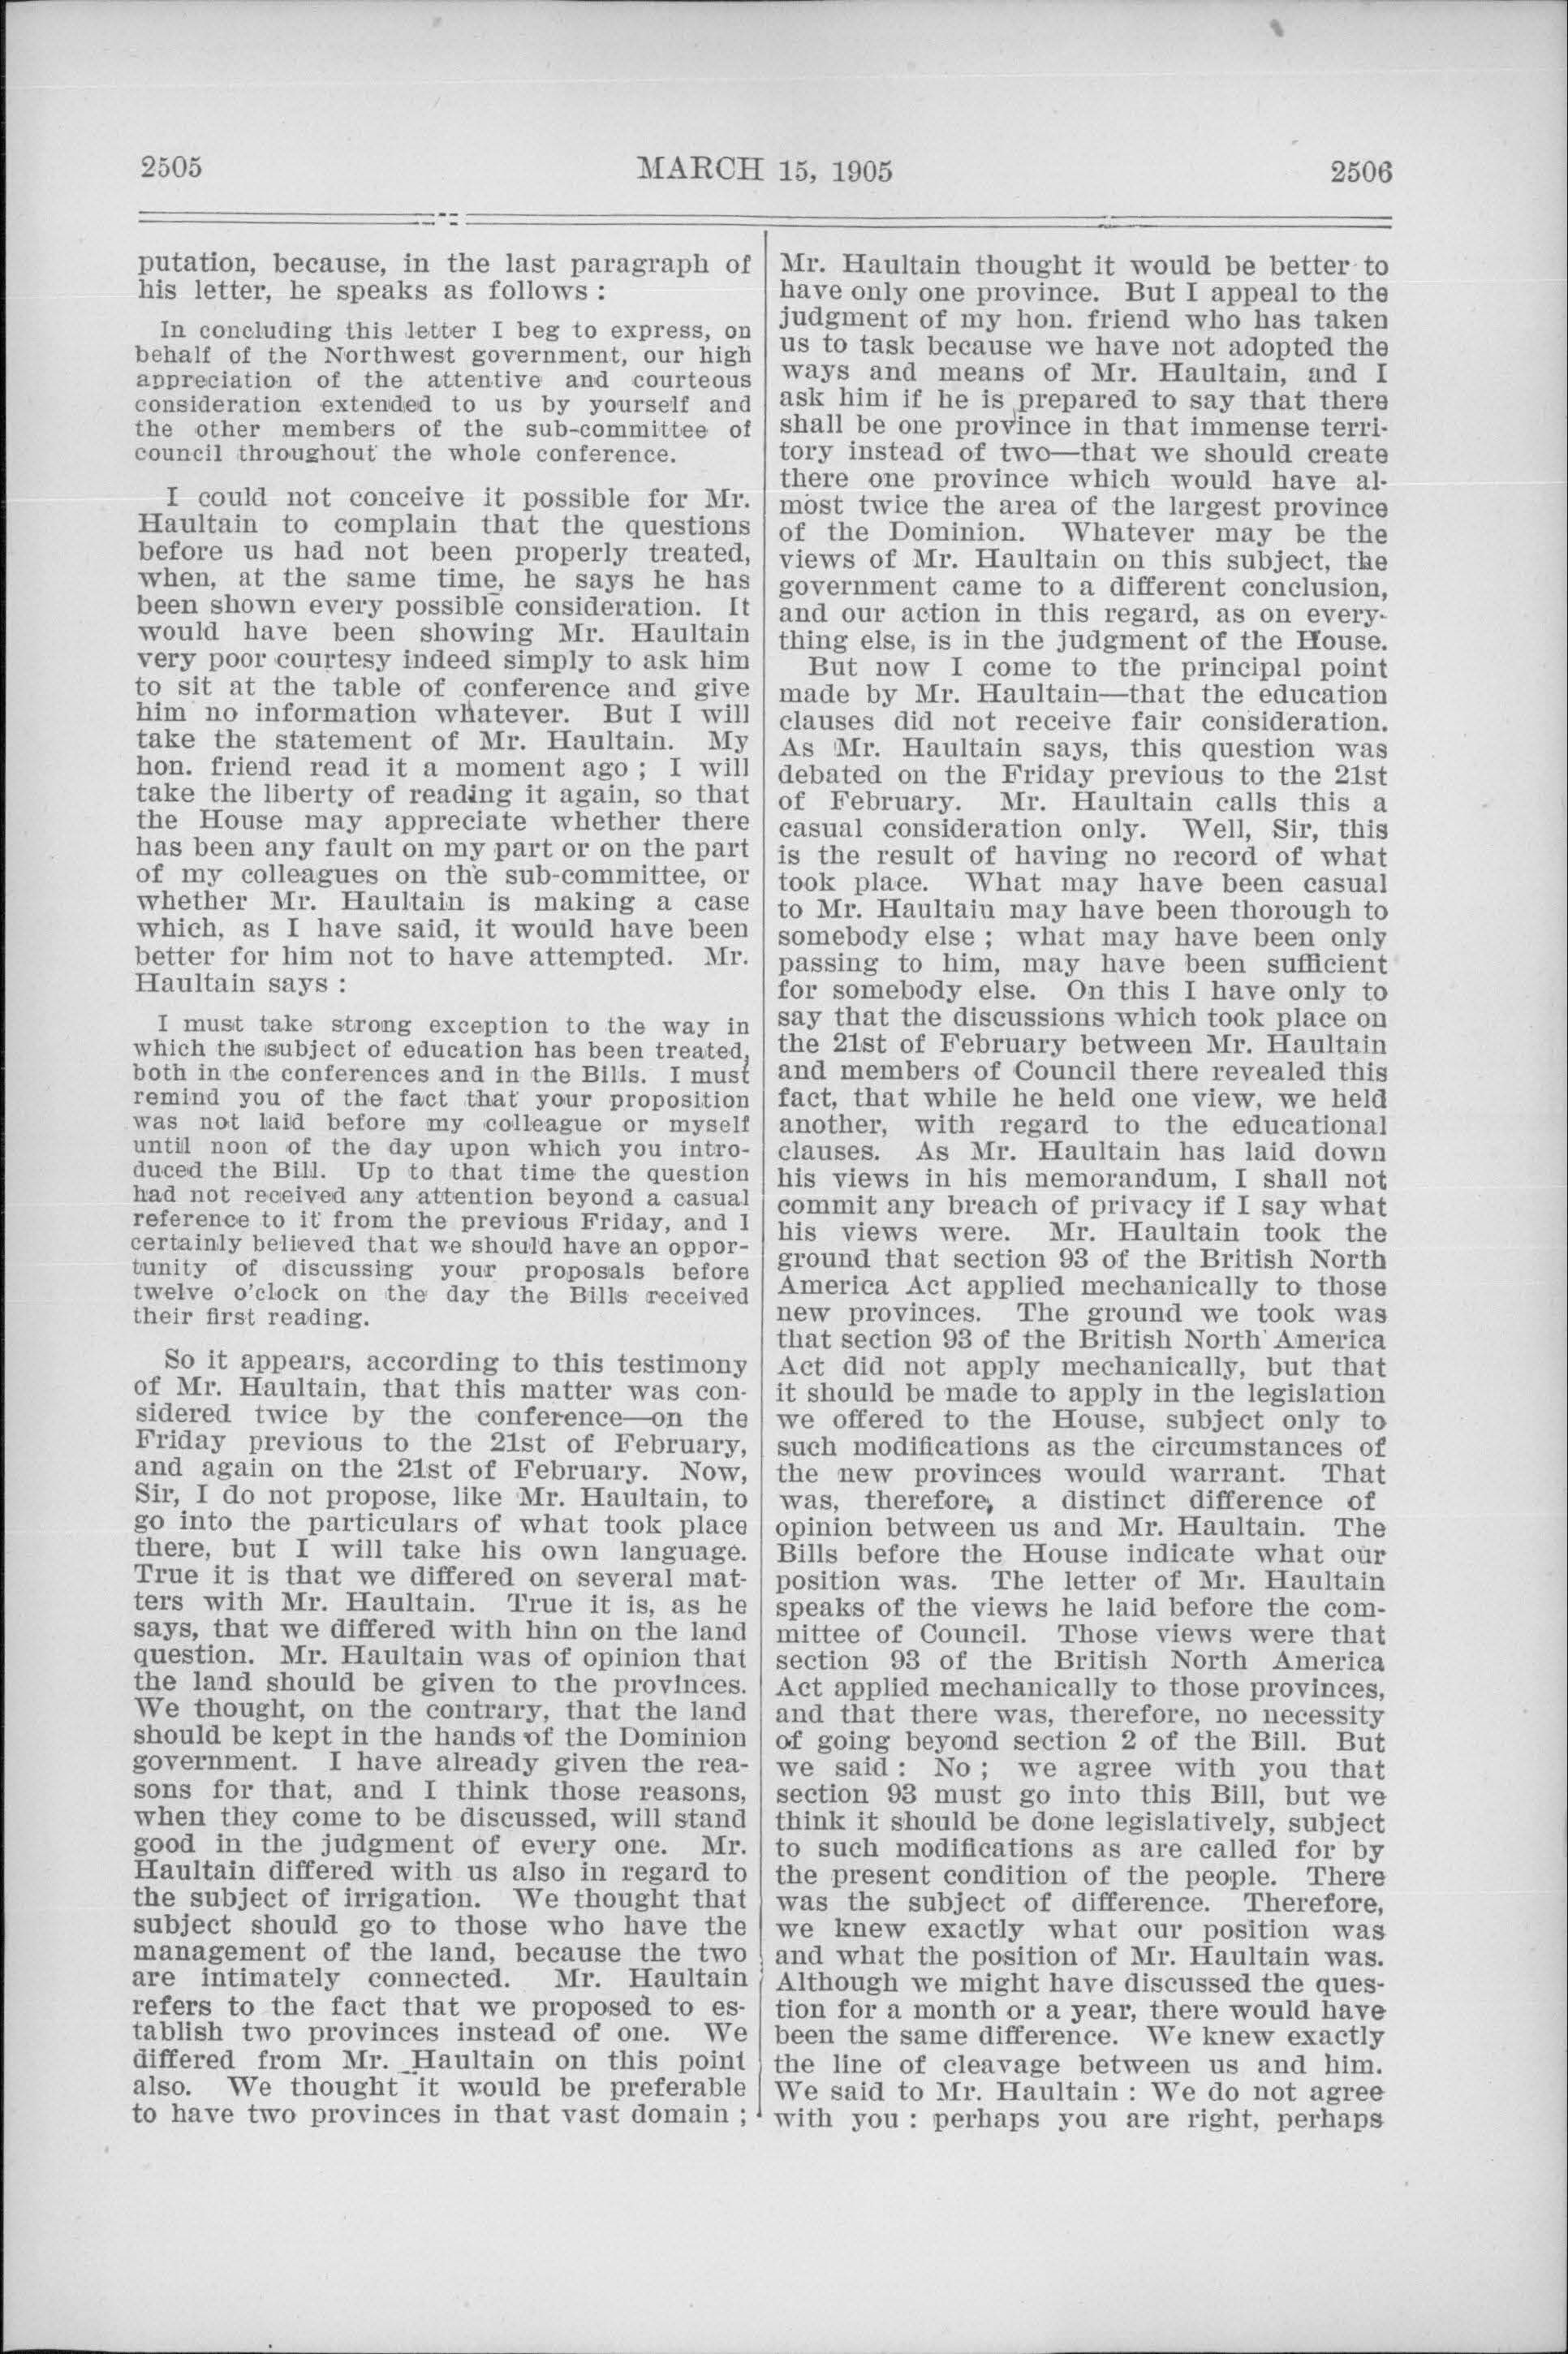 2505
MARCH 15, 1905
2506
putation, because, in the last paragraph of
his letter, he speaks as follows :
In concluding this letter I beg to express, on
behalf of the Northwest government, our high
appreciation of the attentive and courteous
consideration extended to us by yourself and
the other members of the sub-committee of
council throughout the whole conference.
I could not conceive it possible for Mr.
Haultain to complain that the questions
before us had not been properly treated,
when, at the same time, he says he has
been shown every possible consideration. It
would have been showing Mr. Haultain
very poor courtesy indeed simply to ask him
to sit at the table of conference and give
him no information whatever. But I will
take the statement of Mr. Haultain. My
hon. friend read it a moment ago ; I will
take the liberty of reading it again, so that
the House may appreciate whether there
has been any fault on my part or on the part
of my colleagues on the sub-committee, or
whether Mr. Haultain is making a case
which, as I have said, it would have been
better for him not to have attempted. Mr.
Haultain says :
I must take strong exception to the way in
which the subject of education has been treated,
both in the conferences and in the Bills. I must
remind you of the fact that your proposition
was not laid before my colleague or myself
until noon of the day upon which you intro-
duced the Bill. Up to that time the question
had not received any attention beyond a casual
reference to it from the previous Friday, and I
certainly believed that we should have an oppor-
tunity of discussing your proposals before
twelve o'clock on the day the Bills received
their first reading.
So it appears, according to this testimony
of Mr. Haultain, that this matter was con-
sidered twice by the conference—on the
Friday previous to the 21st of February,
and again on the 21st of February. Now,
Sir, I do not propose, like Mr. Haultain, to
go into the particulars of what took place
there, but I will take his own language.
True it is that we differed on several mat-
ters with Mr. Haultain. True it is, as he
says, that we differed with him on the land
question. Mr. Haultain was of opinion that
the land should be given to the provinces.
We thought, on the contrary, that the land
should be kept in the hands of the Dominion
government. I have already given the rea-
sons for that, and I think those reasons,
when they come to be discussed, will stand
good in the judgment of every one. Mr.
Haultain differed with us also in regard to
the subject of irrigation. We thought that
subject should go to those who have the
management of the land, because the two
are intimately connected. Mr. Haultain
refers to the fact that we proposed to es-
tablish two provinces instead of one. We
differed from Mr. Haultain on this point
also. We thought it would be preferable
to have two provinces in that vast domain ;
Mr. Haultain thought it would be better to
have only one province. But I appeal to the
judgment of my hon. friend who has taken
us to task because we have not adopted the
ways and means of Mr. Haultain, and I
ask him if he is prepared to say that there
shall be one province in that immense terri-
tory instead of two—that we should create
there one province which would have al-
most twice the area of the largest province
of the Dominion. Whatever may be the
views of Mr. Haultain on this subject, the
government came to a different conclusion,
and our action in this regard, as on every-
thing else, is in the judgment of the House.
But now I come to the principal point
made by Mr. Haultain—that the education
clauses did not receive fair consideration.
As Mr. Haultain says, this question was
debated on the Friday previous to the 21st
of February. Mr. Haultain calls this a
casual consideration only. Well, Sir, this
is the result of having no record of what
took place. What may have been casual
to Mr. Haultain may have been thorough to
somebody else ; what may have been only
passing to him, may have been sufficient
for somebody else. On this I have only to
say that the discussions which took place on
the 21st of February between Mr. Haultain
and members of Council there revealed this
fact, that while he held one view, we held
another, with regard to the educational
clauses. As Mr. Haultain has laid down
his views in his memorandum, I shall not
commit any breach of privacy if I say what
his views were. Mr. Haultain took the
ground that section 93 of the British North
America Act applied mechanically to those
new provinces. The ground we took was
that section 93 of the British North America
Act did not apply mechanically, but that
it should be made to apply in the legislation
we offered to the House, subject only to
such modifications as the circumstances of
the new provinces would warrant. That
was, therefore, a distinct difference of
opinion between us and Mr. Haultain. The
Bills before the House indicate what our
position was. The letter of Mr. Haultain
speaks of the views he laid before the com-
mittee of Council. Those views were that
section 93 of the British North America
Act applied mechanically to those provinces,
and that there was, therefore, no necessity
of going beyond section 2 of the Bill. But
we said : No ; we agree with you that
section 93 must go into this Bill, but we
think it should be done legislatively, subject
to such modifications as are called for by
the present condition of the people. There
was the subject of difference. Therefore,
we knew exactly what our position was
and what the position of Mr. Haultain was.
Although we might have discussed the ques-
tion for a month or a year, there would have
been the same difference. We knew exactly
the line of cleavage between us and him.
We said to Mr. Haultain : We do not agree
with you : perhaps you are right, perhaps